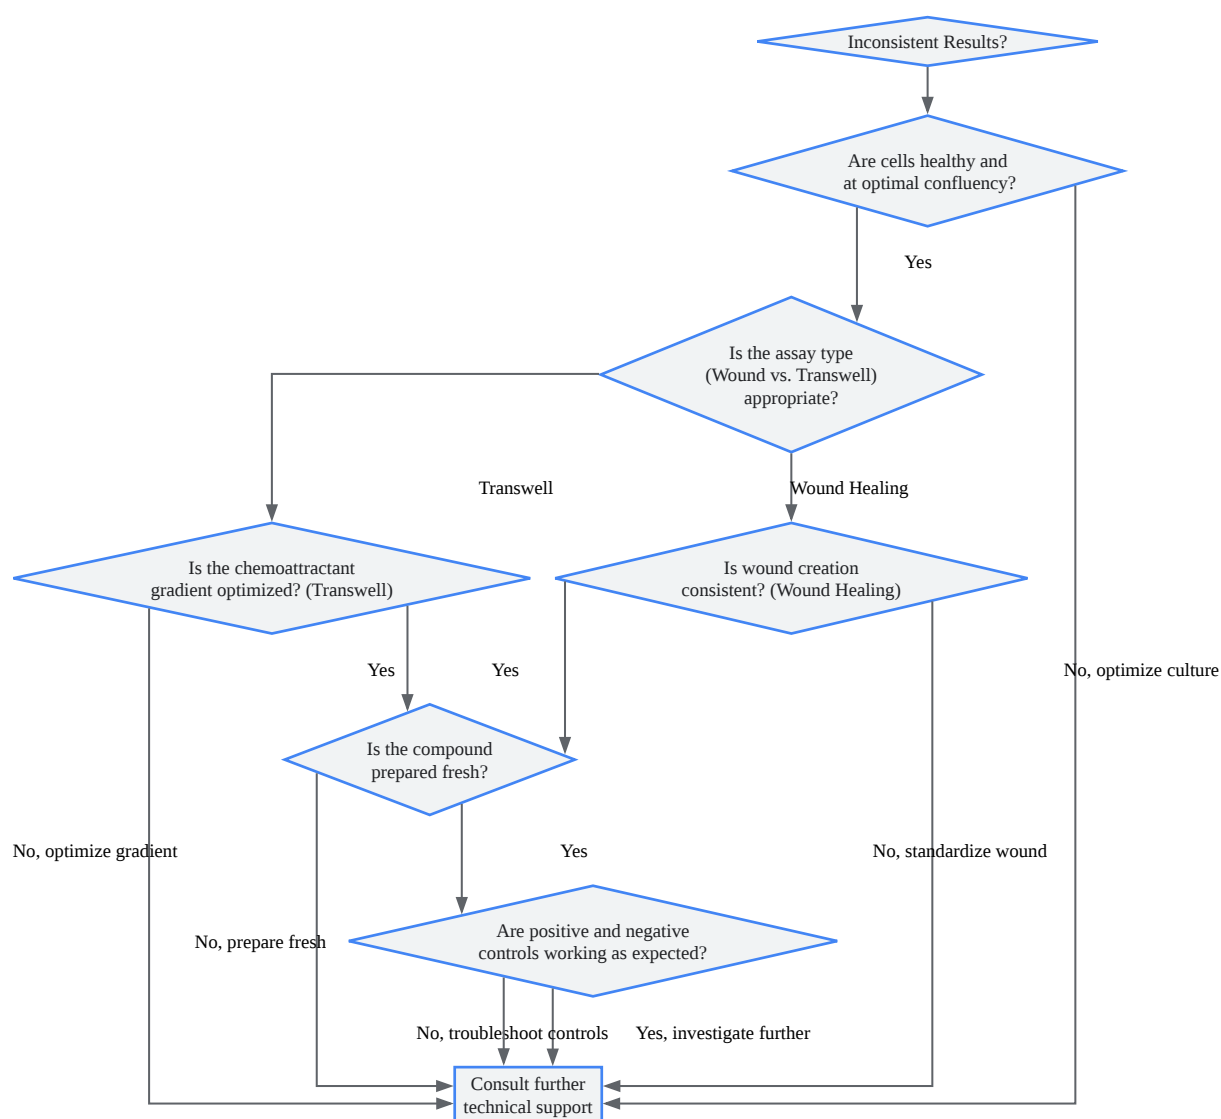 Inconsistent Results?
Are cells healthy and
at optimal confluency?
Yes
Is the assay type
(Wound vs. Transwell)
appropriate?
Transwell
Wound Healing
Is the chemoattractant
gradient optimized? (Transwell)
Is wound creation
consistent? (Wound Healing)
Yes
Yes
No, optimize culture
Is the compound
prepared fresh?
No, optimize gradient
Yes
No, standardize wound
No, prepare fresh
Are positive and negative
controls working as expected?
No, troubleshoot controls
Yes, investigate further
Consult further
technical support